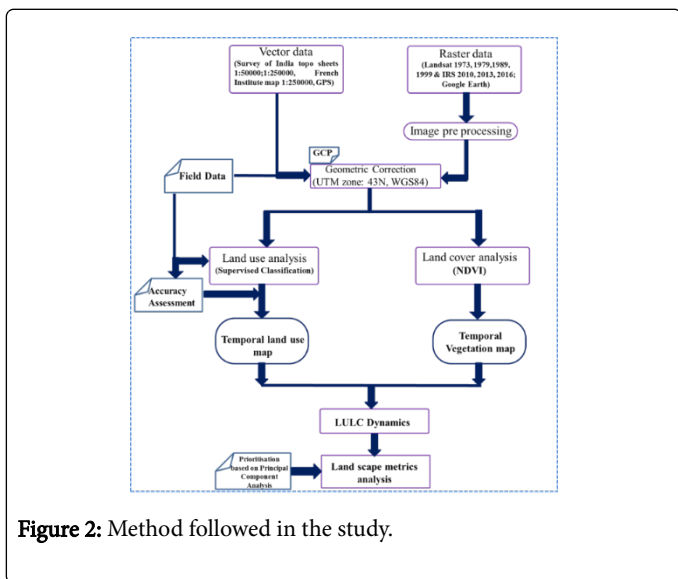 Vector data
(Survey of India topo sheets
1:50000;1:250000, French
Institute map 1:250000, GPS)
Raster data
(Landsat 1973, 1979,1989,
1999 & IRS 2010, 2013, 2016;
Google Earth)
Image pre processing
GCP
Geometric Correction
(UTM zone: 43N, WGS84)
Field Data
Land use analysis
(Supervised Classification)
Land cover analysis
(NDVI)
Accuracy
Assessment
Temporal land use
map
Temporal
Vegetation map
LULC Dynamics
Prioritisation
based on Principal
Component
Analysis
Land scape metrics
analysis
Figure 2: Method followed in the study.